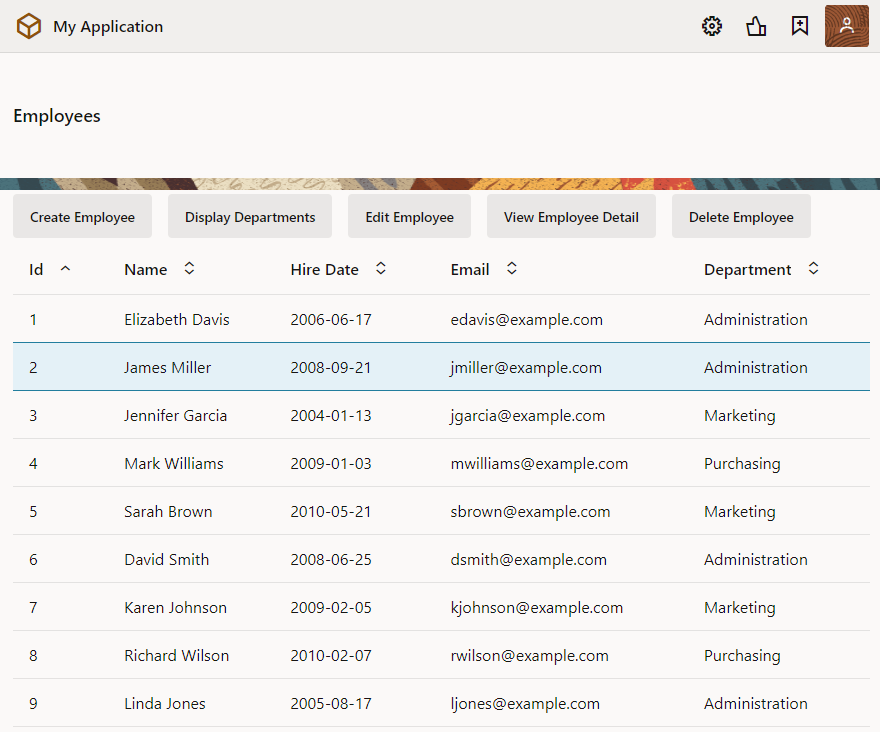 My Application
Employees
Create Employee Display Departments Edit Employee View Employee Detail Delete Employee
Id Name Hire Date Email Department
1 Elizabeth Davis 2006-06-17 edavis@example.com Administration
2 James Miller 2008-09-21 jmiller@example.com Administration
3 Jennifer Garcia 2004-01-13 jgarcia@example.com Marketing
4 Mark Williams 2009-01-03 mwilliams@example.com Purchasing
5 Sarah Brown 2010-05-21 sbrown@example.com Marketing
6 David Smith 2008-06-25 dsmith@example.com Administration
7 Karen Johnson 2009-02-05 kjohnson@example.com Marketing
8 Richard Wilson 2010-02-07 rwilson@example.com Purchasing
9 Linda Jones 2005-08-17 ljones@example.com Administration